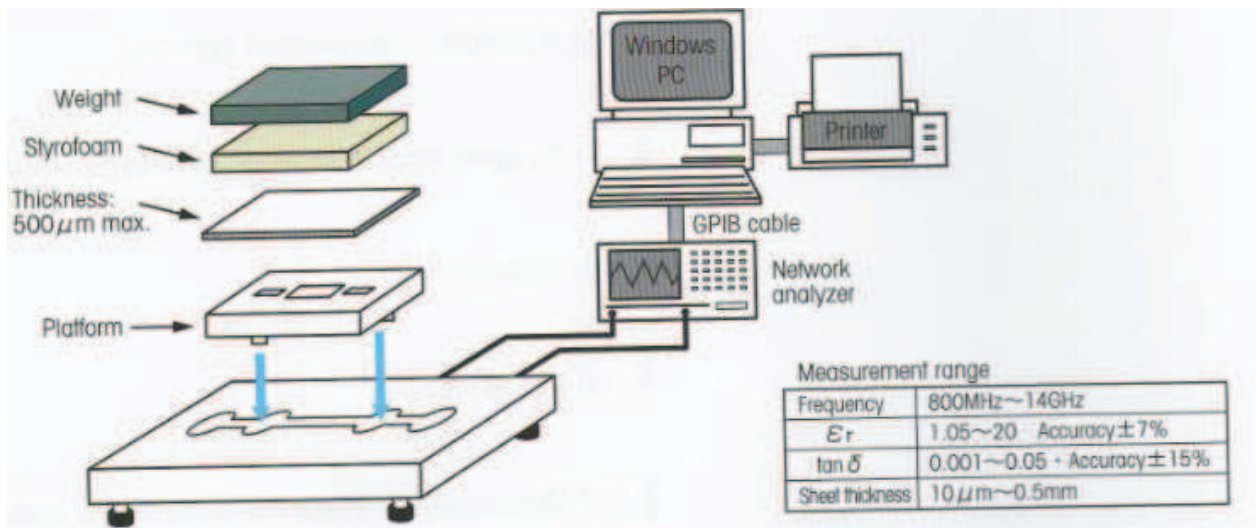 Weight
Styrofoam
Thickness:
500μm max.
Platform
Windows
PC
Printer
GPIB cable
Network
analyzer
Measurement range
Frequency 800MHz~14GHz
εr 1.05~20 Accuracy±7%
tan δ 0.001~0.05・Accuracy±15%
Sheet thickness 10μm~0.5mm